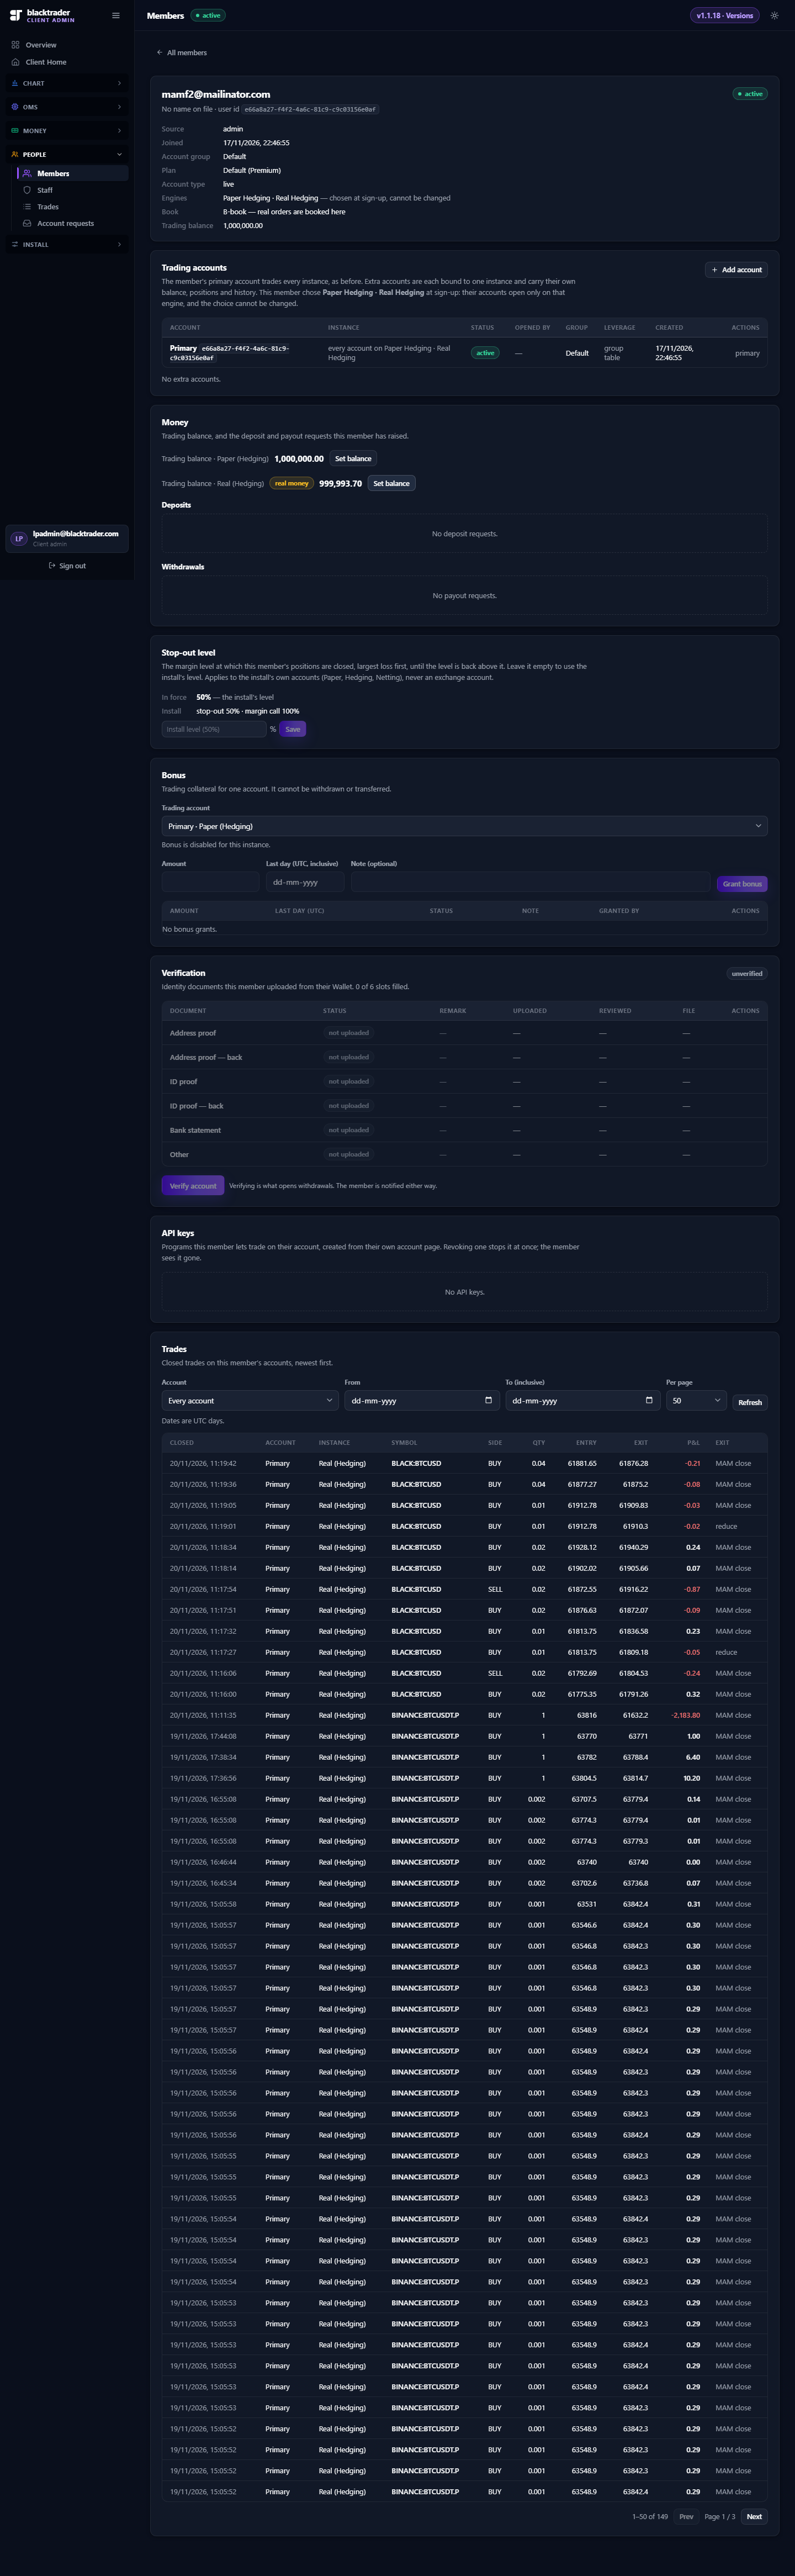 blacktrader
CLIENT ADMIN
Overview
Client Home
CHART
OMS
MONEY
PEOPLE
Members
Staff
Trades
Account requests
INSTALL
LP
lpadmin@blacktrader.com
Client admin
Sign out
Members active
v1.1.18 · Versions
All members
mamf2@mailinator.com
active
No name on file · user id e66a8a27-f4f2-4a6c-81c9-c9c03156e0af
Source admin
Joined 17/11/2026, 22:46:55
Account group Default
Plan Default (Premium)
Account type live
Engines Paper Hedging · Real Hedging — chosen at sign-up, cannot be changed
Book B-book — real orders are booked here
Trading balance 1,000,000.00
Trading accounts
+ Add account
The member's primary account trades every instance, as before. Extra accounts are each bound to one instance and carry their own
balance, positions and history. This member chose Paper Hedging · Real Hedging at sign-up: their accounts open only on that
engine, and the choice cannot be changed.
ACCOUNT INSTANCE STATUS OPENED BY GROUP LEVERAGE CREATED ACTIONS
Primary e66a8a27-f4f2-4a6c-81c9-
c9c03156e0af
every account on Paper Hedging · Real
Hedging
active — Default
group
table
17/11/2026,
22:46:55
primary
No extra accounts.
Money
Trading balance, and the deposit and payout requests this member has raised.
Trading balance · Paper (Hedging) 1,000,000.00 Set balance
Trading balance · Real (Hedging) real money 999,993.70 Set balance
Deposits
No deposit requests.
Withdrawals
No payout requests.
Stop-out level
The margin level at which this member's positions are closed, largest loss first, until the level is back above it. Leave it empty to use the
install's level. Applies to the install's own accounts (Paper, Hedging, Netting), never an exchange account.
In force 50% — the install's level
Install stop-out 50% · margin call 100%
Install level (50%) % Save
Bonus
Trading collateral for one account. It cannot be withdrawn or transferred.
Trading account
Primary · Paper (Hedging)
Bonus is disabled for this instance.
Amount Last day (UTC, inclusive) Note (optional)
dd-mm-yyyy Grant bonus
AMOUNT LAST DAY (UTC) STATUS NOTE GRANTED BY ACTIONS
No bonus grants.
Verification
unverified
Identity documents this member uploaded from their Wallet. 0 of 6 slots filled.
DOCUMENT STATUS REMARK UPLOADED REVIEWED FILE ACTIONS
Address proof not uploaded — — — —
Address proof — back not uploaded — — — —
ID proof not uploaded — — — —
ID proof — back not uploaded — — — —
Bank statement not uploaded — — — —
Other not uploaded — — — —
Verify account Verifying is what opens withdrawals. The member is notified either way.
API keys
Programs this member lets trade on their account, created from their own account page. Revoking one stops it at once; the member
sees it gone.
No API keys.
Trades
Closed trades on this member's accounts, newest first.
Account From To (inclusive) Per page
Every account dd-mm-yyyy dd-mm-yyyy 50 Refresh
Dates are UTC days.
CLOSED ACCOUNT INSTANCE SYMBOL SIDE QTY ENTRY EXIT P&L EXIT
20/11/2026, 11:19:42 Primary Real (Hedging) BLACK:BTCUSD BUY 0.04 61881.65 61876.28 -0.21 MAM close
20/11/2026, 11:19:36 Primary Real (Hedging) BLACK:BTCUSD BUY 0.04 61877.27 61875.2 -0.08 MAM close
20/11/2026, 11:19:05 Primary Real (Hedging) BLACK:BTCUSD BUY 0.01 61912.78 61909.83 -0.03 MAM close
20/11/2026, 11:19:01 Primary Real (Hedging) BLACK:BTCUSD BUY 0.01 61912.78 61910.3 -0.02 reduce
20/11/2026, 11:18:34 Primary Real (Hedging) BLACK:BTCUSD BUY 0.02 61928.12 61940.29 0.24 MAM close
20/11/2026, 11:18:14 Primary Real (Hedging) BLACK:BTCUSD BUY 0.02 61902.02 61905.66 0.07 MAM close
20/11/2026, 11:17:54 Primary Real (Hedging) BLACK:BTCUSD SELL 0.02 61872.55 61916.22 -0.87 MAM close
20/11/2026, 11:17:51 Primary Real (Hedging) BLACK:BTCUSD BUY 0.02 61876.63 61872.07 -0.09 MAM close
20/11/2026, 11:17:32 Primary Real (Hedging) BLACK:BTCUSD BUY 0.01 61813.75 61836.58 0.23 MAM close
20/11/2026, 11:17:27 Primary Real (Hedging) BLACK:BTCUSD BUY 0.01 61813.75 61809.18 -0.05 reduce
20/11/2026, 11:16:06 Primary Real (Hedging) BLACK:BTCUSD SELL 0.02 61792.69 61804.53 -0.24 MAM close
20/11/2026, 11:16:00 Primary Real (Hedging) BLACK:BTCUSD BUY 0.02 61775.35 61791.26 0.32 MAM close
20/11/2026, 11:11:35 Primary Real (Hedging) BINANCE:BTCUSDT.P BUY 1 63816 61632.2 -2,183.80 MAM close
19/11/2026, 17:44:08 Primary Real (Hedging) BINANCE:BTCUSDT.P BUY 1 63770 63771 1.00 MAM close
19/11/2026, 17:38:34 Primary Real (Hedging) BINANCE:BTCUSDT.P BUY 1 63782 63788.4 6.40 MAM close
19/11/2026, 17:36:56 Primary Real (Hedging) BINANCE:BTCUSDT.P BUY 1 63804.5 63814.7 10.20 MAM close
19/11/2026, 16:55:08 Primary Real (Hedging) BINANCE:BTCUSDT.P BUY 0.002 63707.5 63779.4 0.14 MAM close
19/11/2026, 16:55:08 Primary Real (Hedging) BINANCE:BTCUSDT.P BUY 0.002 63774.3 63779.4 0.01 MAM close
19/11/2026, 16:55:08 Primary Real (Hedging) BINANCE:BTCUSDT.P BUY 0.002 63774.3 63779.3 0.01 MAM close
19/11/2026, 16:46:44 Primary Real (Hedging) BINANCE:BTCUSDT.P BUY 0.002 63740 63740 0.00 MAM close
19/11/2026, 16:45:34 Primary Real (Hedging) BINANCE:BTCUSDT.P BUY 0.002 63702.6 63736.8 0.07 MAM close
19/11/2026, 15:05:58 Primary Real (Hedging) BINANCE:BTCUSDT.P BUY 0.001 63531 63842.4 0.31 MAM close
19/11/2026, 15:05:57 Primary Real (Hedging) BINANCE:BTCUSDT.P BUY 0.001 63546.6 63842.4 0.30 MAM close
19/11/2026, 15:05:57 Primary Real (Hedging) BINANCE:BTCUSDT.P BUY 0.001 63546.8 63842.3 0.30 MAM close
19/11/2026, 15:05:57 Primary Real (Hedging) BINANCE:BTCUSDT.P BUY 0.001 63546.8 63842.3 0.30 MAM close
19/11/2026, 15:05:57 Primary Real (Hedging) BINANCE:BTCUSDT.P BUY 0.001 63546.8 63842.3 0.30 MAM close
19/11/2026, 15:05:57 Primary Real (Hedging) BINANCE:BTCUSDT.P BUY 0.001 63548.9 63842.3 0.29 MAM close
19/11/2026, 15:05:57 Primary Real (Hedging) BINANCE:BTCUSDT.P BUY 0.001 63548.9 63842.4 0.29 MAM close
19/11/2026, 15:05:56 Primary Real (Hedging) BINANCE:BTCUSDT.P BUY 0.001 63548.9 63842.4 0.29 MAM close
19/11/2026, 15:05:56 Primary Real (Hedging) BINANCE:BTCUSDT.P BUY 0.001 63548.9 63842.3 0.29 MAM close
19/11/2026, 15:05:56 Primary Real (Hedging) BINANCE:BTCUSDT.P BUY 0.001 63548.9 63842.3 0.29 MAM close
19/11/2026, 15:05:56 Primary Real (Hedging) BINANCE:BTCUSDT.P BUY 0.001 63548.9 63842.4 0.29 MAM close
19/11/2026, 15:05:56 Primary Real (Hedging) BINANCE:BTCUSDT.P BUY 0.001 63548.9 63842.4 0.29 MAM close
19/11/2026, 15:05:55 Primary Real (Hedging) BINANCE:BTCUSDT.P BUY 0.001 63548.9 63842.3 0.29 MAM close
19/11/2026, 15:05:55 Primary Real (Hedging) BINANCE:BTCUSDT.P BUY 0.001 63548.9 63842.3 0.29 MAM close
19/11/2026, 15:05:55 Primary Real (Hedging) BINANCE:BTCUSDT.P BUY 0.001 63548.9 63842.3 0.29 MAM close
19/11/2026, 15:05:54 Primary Real (Hedging) BINANCE:BTCUSDT.P BUY 0.001 63548.9 63842.4 0.29 MAM close
19/11/2026, 15:05:54 Primary Real (Hedging) BINANCE:BTCUSDT.P BUY 0.001 63548.9 63842.3 0.29 MAM close
19/11/2026, 15:05:54 Primary Real (Hedging) BINANCE:BTCUSDT.P BUY 0.001 63548.9 63842.3 0.29 MAM close
19/11/2026, 15:05:54 Primary Real (Hedging) BINANCE:BTCUSDT.P BUY 0.001 63548.9 63842.3 0.29 MAM close
19/11/2026, 15:05:53 Primary Real (Hedging) BINANCE:BTCUSDT.P BUY 0.001 63548.9 63842.3 0.29 MAM close
19/11/2026, 15:05:53 Primary Real (Hedging) BINANCE:BTCUSDT.P BUY 0.001 63548.9 63842.3 0.29 MAM close
19/11/2026, 15:05:53 Primary Real (Hedging) BINANCE:BTCUSDT.P BUY 0.001 63548.9 63842.4 0.29 MAM close
19/11/2026, 15:05:53 Primary Real (Hedging) BINANCE:BTCUSDT.P BUY 0.001 63548.9 63842.4 0.29 MAM close
19/11/2026, 15:05:53 Primary Real (Hedging) BINANCE:BTCUSDT.P BUY 0.001 63548.9 63842.4 0.29 MAM close
19/11/2026, 15:05:53 Primary Real (Hedging) BINANCE:BTCUSDT.P BUY 0.001 63548.9 63842.3 0.29 MAM close
19/11/2026, 15:05:52 Primary Real (Hedging) BINANCE:BTCUSDT.P BUY 0.001 63548.9 63842.3 0.29 MAM close
19/11/2026, 15:05:52 Primary Real (Hedging) BINANCE:BTCUSDT.P BUY 0.001 63548.9 63842.4 0.29 MAM close
19/11/2026, 15:05:52 Primary Real (Hedging) BINANCE:BTCUSDT.P BUY 0.001 63548.9 63842.3 0.29 MAM close
19/11/2026, 15:05:52 Primary Real (Hedging) BINANCE:BTCUSDT.P BUY 0.001 63548.9 63842.4 0.29 MAM close
1–50 of 149 Prev Page 1 / 3 Next